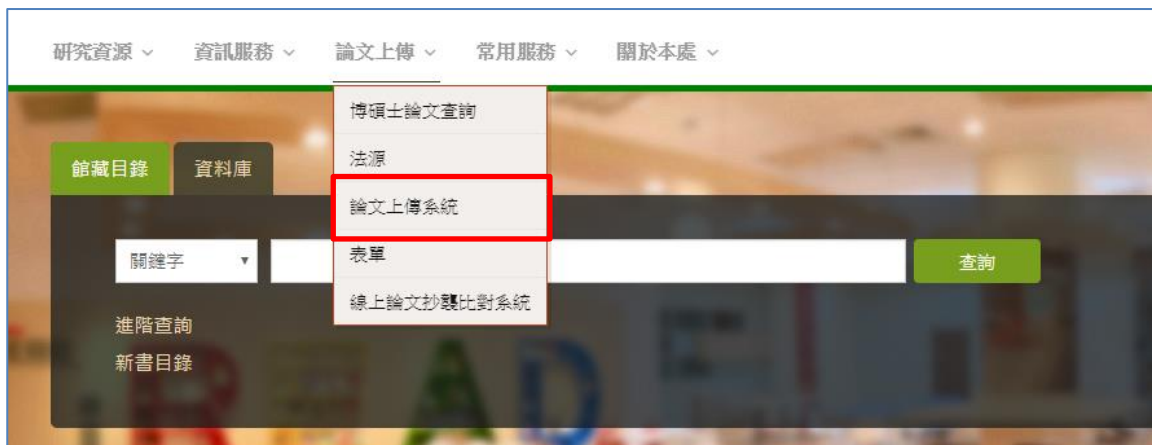 研究資源 資訊服務 論文上傳 常用服務 關於本處
博碩士論文查詢
法源
論文上傳系統
表單
線上論文抄襲比對系統
館藏目錄 資料庫
關鍵字 查詢
進階查詢
新書目錄
READ